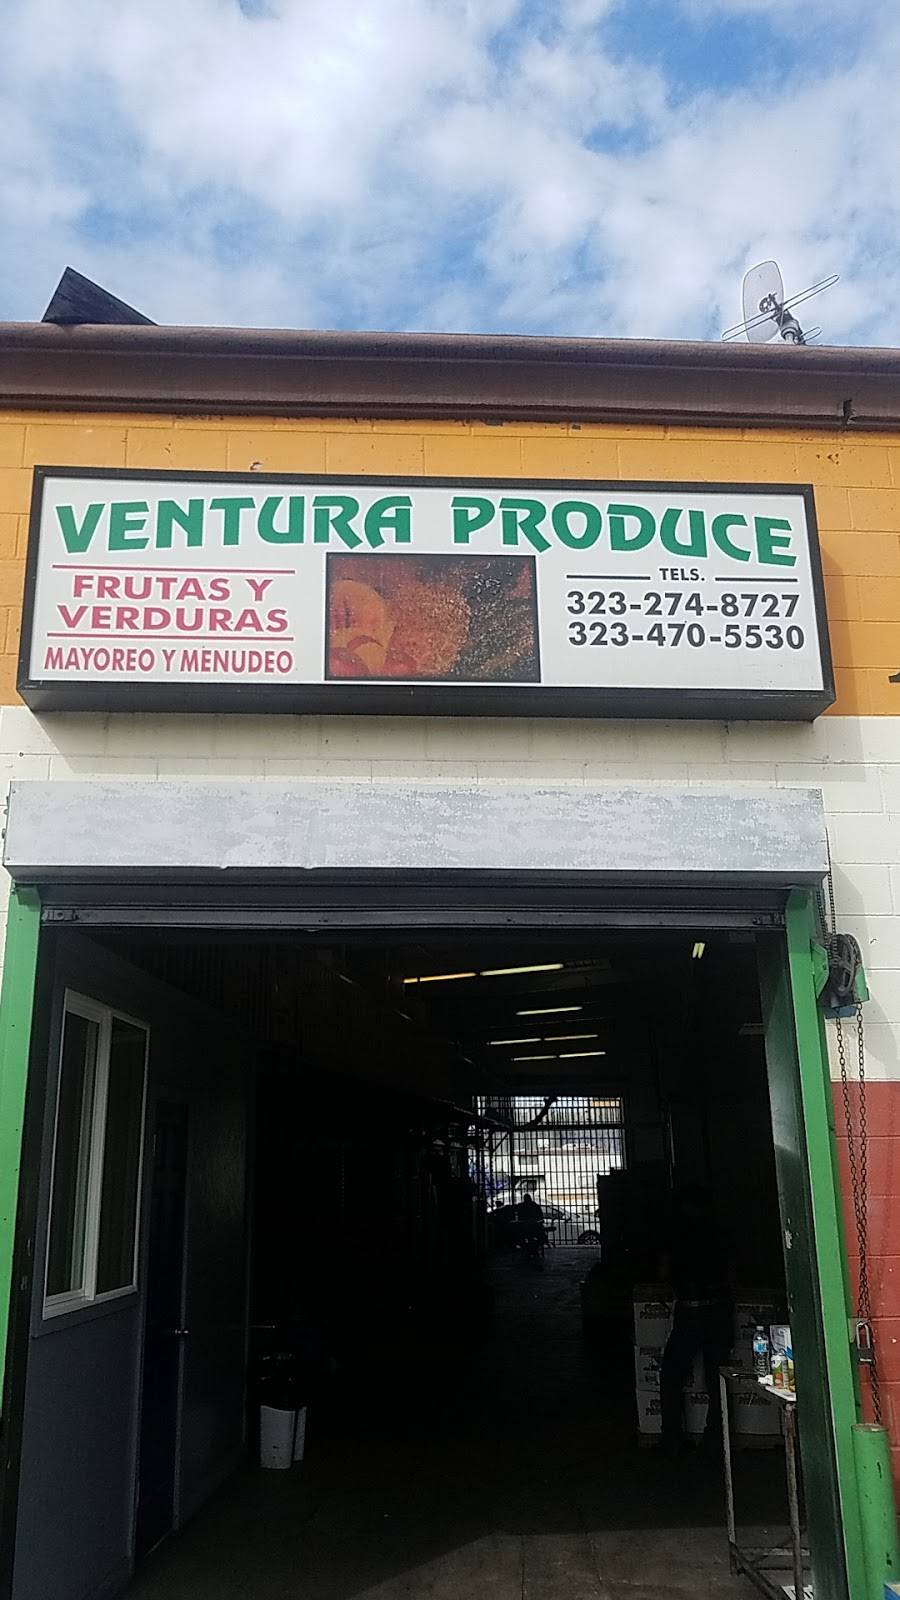 VENTURA PRODUCE
FRUTAS Y
VERDURAS
MAYOREO Y MENUDEO
TELS.
323-274-8727
323-470-5530